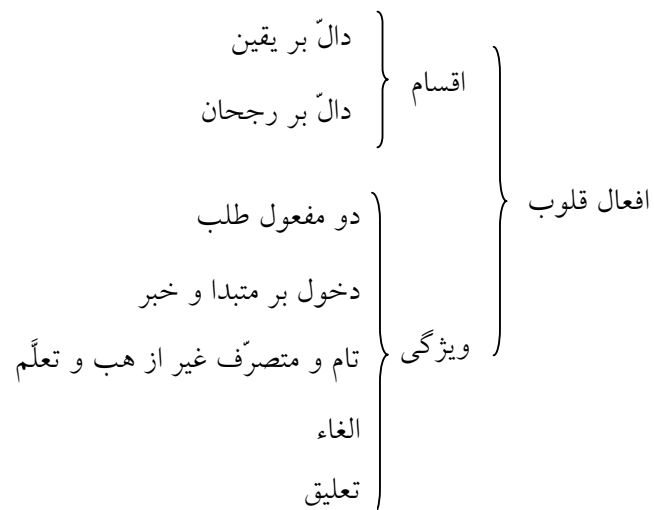 افعال قلوب
اقسام
دالّ بر یقین
دالّ بر رجحان
ویژگی
دو مفعول طلب
دخول بر متبدا و خبر
تام و متصرّف غیر از هب و تعلَّم
الغاء
تعلیق